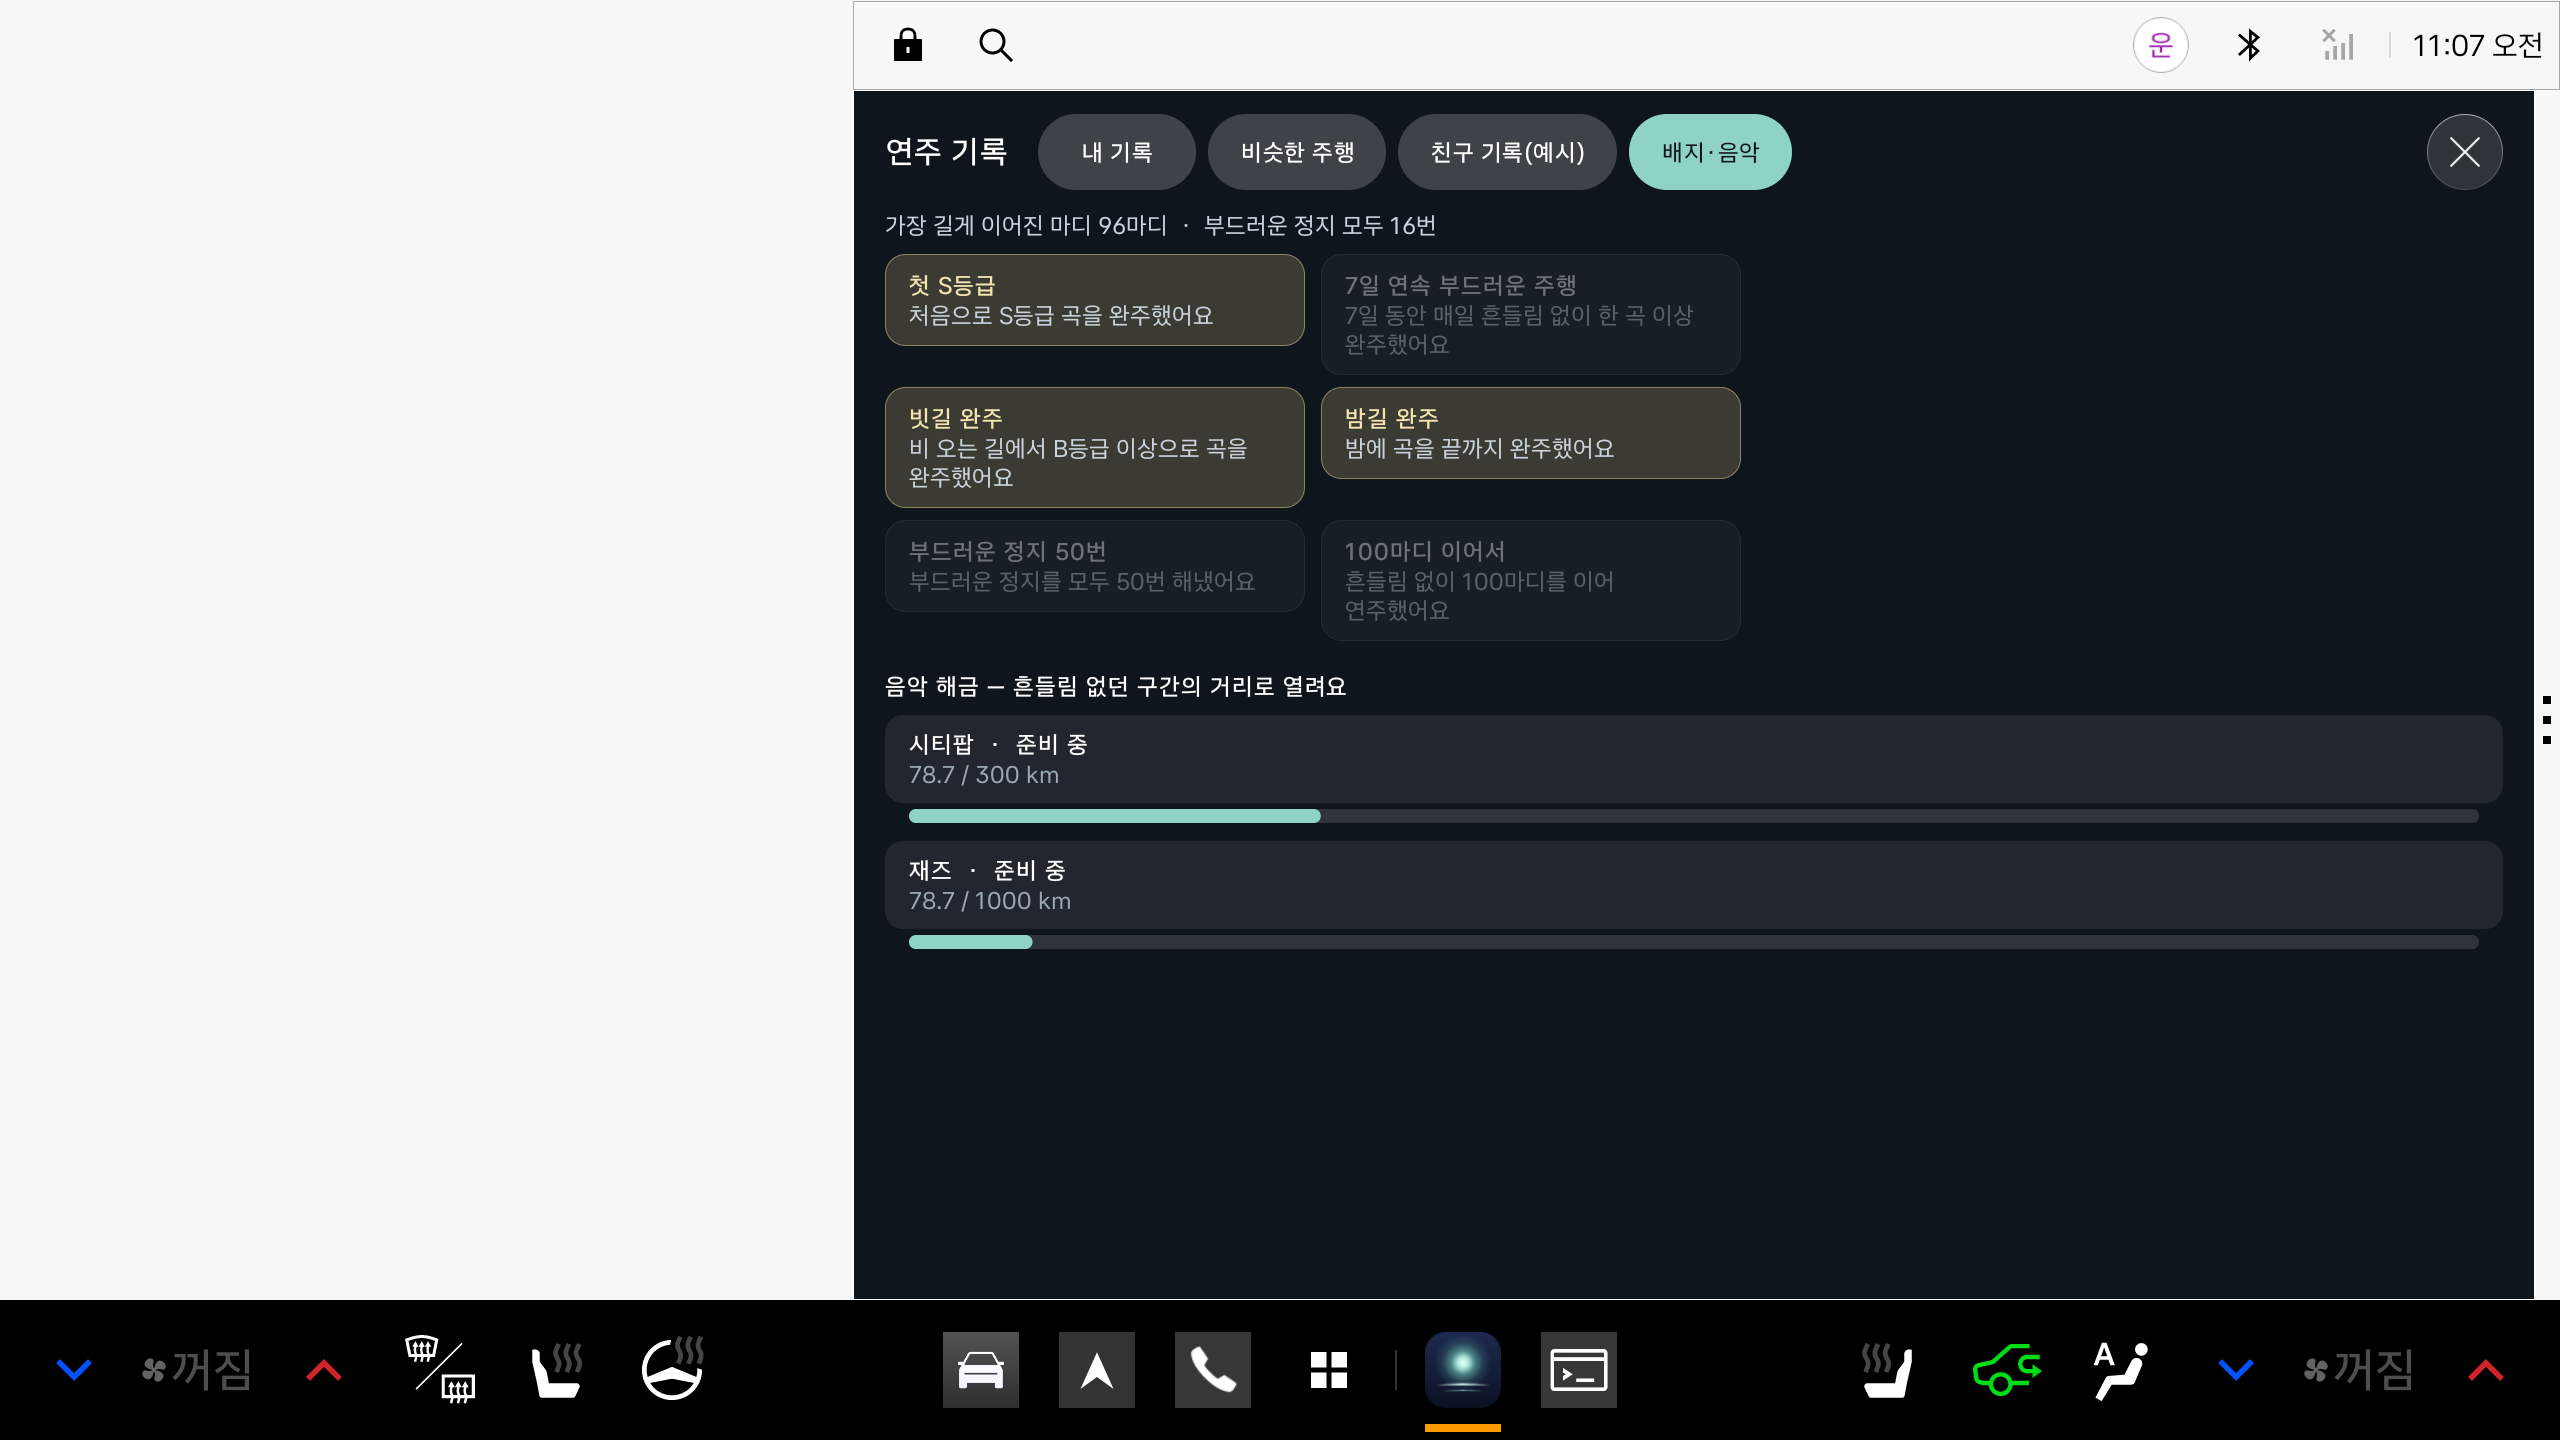 운 11:07 오전
연주 기록 내 기록 비슷한 주행 친구 기록(예시) 배지·음악
가장 길게 이어진 마디 96마디 · 부드러운 정지 모두 16번
첫 S등급
처음으로 S등급 곡을 완주했어요
7일 연속 부드러운 주행
7일 동안 매일 흔들림 없이 한 곡 이상
완주했어요
빗길 완주
비 오는 길에서 B등급 이상으로 곡을
완주했어요
밤길 완주
밤에 곡을 끝까지 완주했어요
부드러운 정지 50번
부드러운 정지를 모두 50번 해냈어요
100마디 이어서
흔들림 없이 100마디를 이어
연주했어요
음악 해금 — 흔들림 없던 구간의 거리로 열려요
시티팝 · 준비 중
78.7 / 300 km
재즈 · 준비 중
78.7 / 1000 km
꺼짐 A 꺼짐